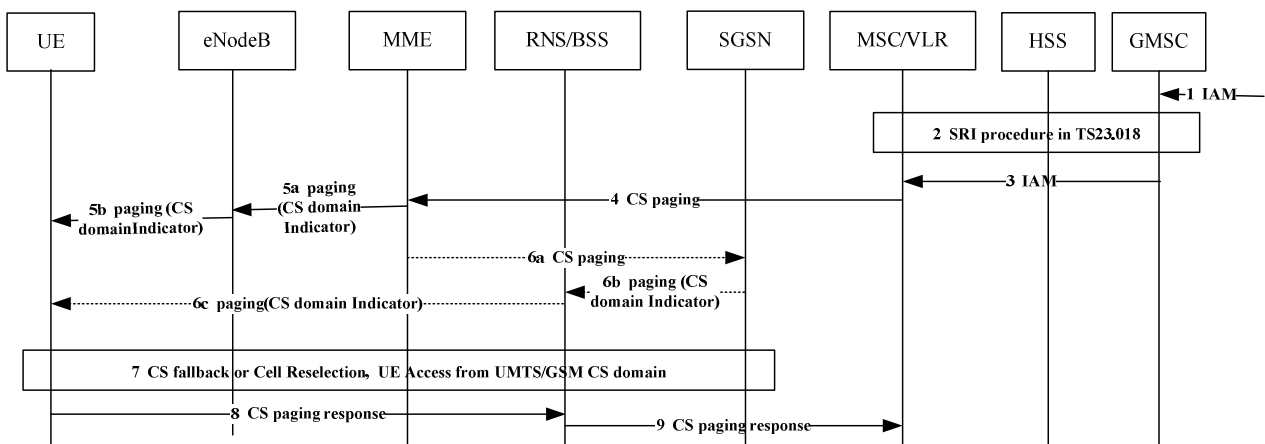 UE
eNodeB
MME
RNS/BSS
SGSN
MSC/VLR
HSS
GMSC
1 IAM
2 SRI procedure in TS23.018
3 IAM
4 CS paging
5a paging
(CS domain
Indicator)
5b paging (CS
domainIndicator)
6a CS paging
6b paging (CS
domain Indicator)
6c paging(CS domain Indicator)
7 CS fallback or Cell Reselection, UE Access from UMTS/GSM CS domain
8 CS paging response
9 CS paging response